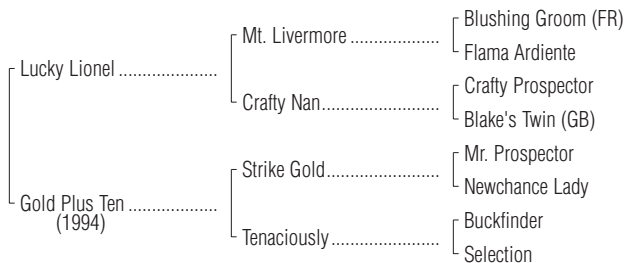 Blushing Groom (FR)
Mt. Livermore .....................
Flama Ardiente
Lucky Lionel .....................
Crafty Prospector
Crafty Nan.........................
Blake's Twin (GB)
Mr. Prospector
Strike Gold........................
Newchance Lady
Gold Plus Ten ...................
(1994)
Buckfinder
Tenaciously.......................
Selection